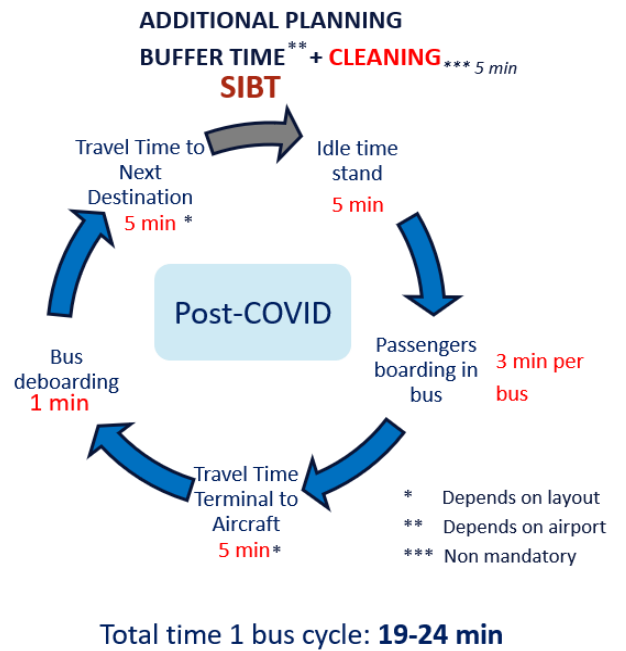 ADDITIONAL PLANNING
BUFFER TIME** + CLEANING*** 5 min
SIBT
Travel Time to
Next
Destination
5 min *
Idle time
stand
5 min
Post-COVID
Passengers
boarding in
bus
3 min per
bus
Bus
deboarding
1 min
Travel Time
Terminal to
Aircraft
5 min*
* Depends on layout
** Depends on airport
*** Non mandatory
Total time 1 bus cycle: 19-24 min